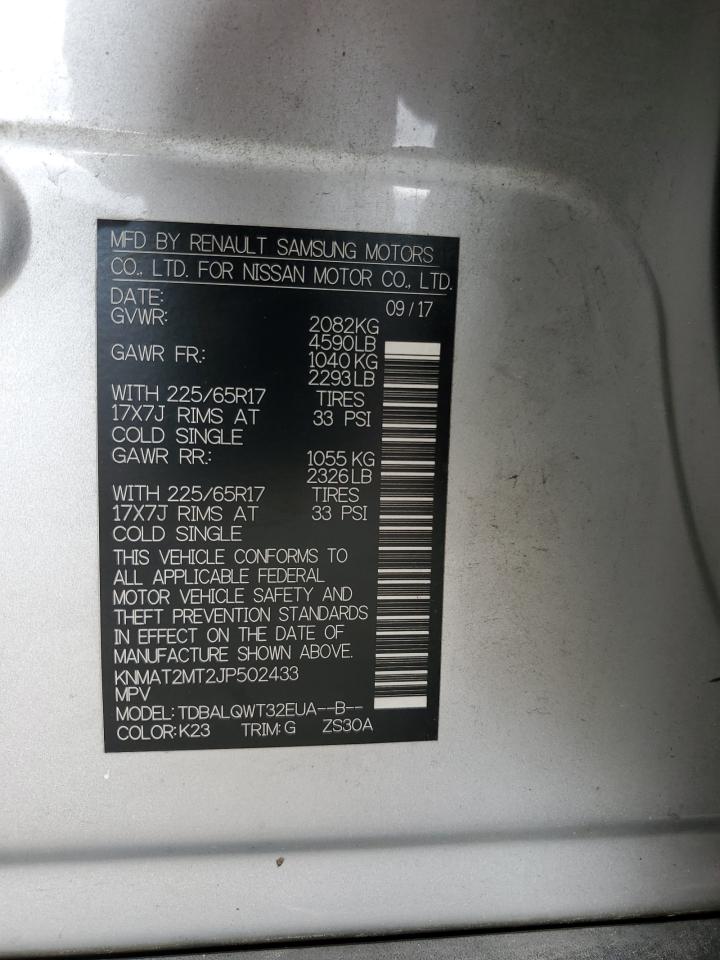 MFD BY RENAULT SAMSUNG MOTORS
CO., LTD. FOR NISSAN MOTOR CO., LTD.
DATE: 09/17
GVWR: 2082KG
4590LB
GAWR FR.: 1040KG
2293LB
WITH 225/65R17 TIRES
17X7J RIMS AT 33 PSI
COLD SINGLE
GAWR RR.: 1055 KG
2326LB
WITH 225/65R17 TIRES
17X7J RIMS AT 33 PSI
COLD SINGLE
THIS VEHICLE CONFORMS TO
ALL APPLICABLE FEDERAL
MOTOR VEHICLE SAFETY AND
THEFT PREVENTION STANDARDS
IN EFFECT ON THE DATE OF
MANUFACTURE SHOWN ABOVE.
KNMAT2MT2JP502433
MPV
MODEL: TDBALQWT32EUA--B--
COLOR: K23 TRIM: G ZS30A